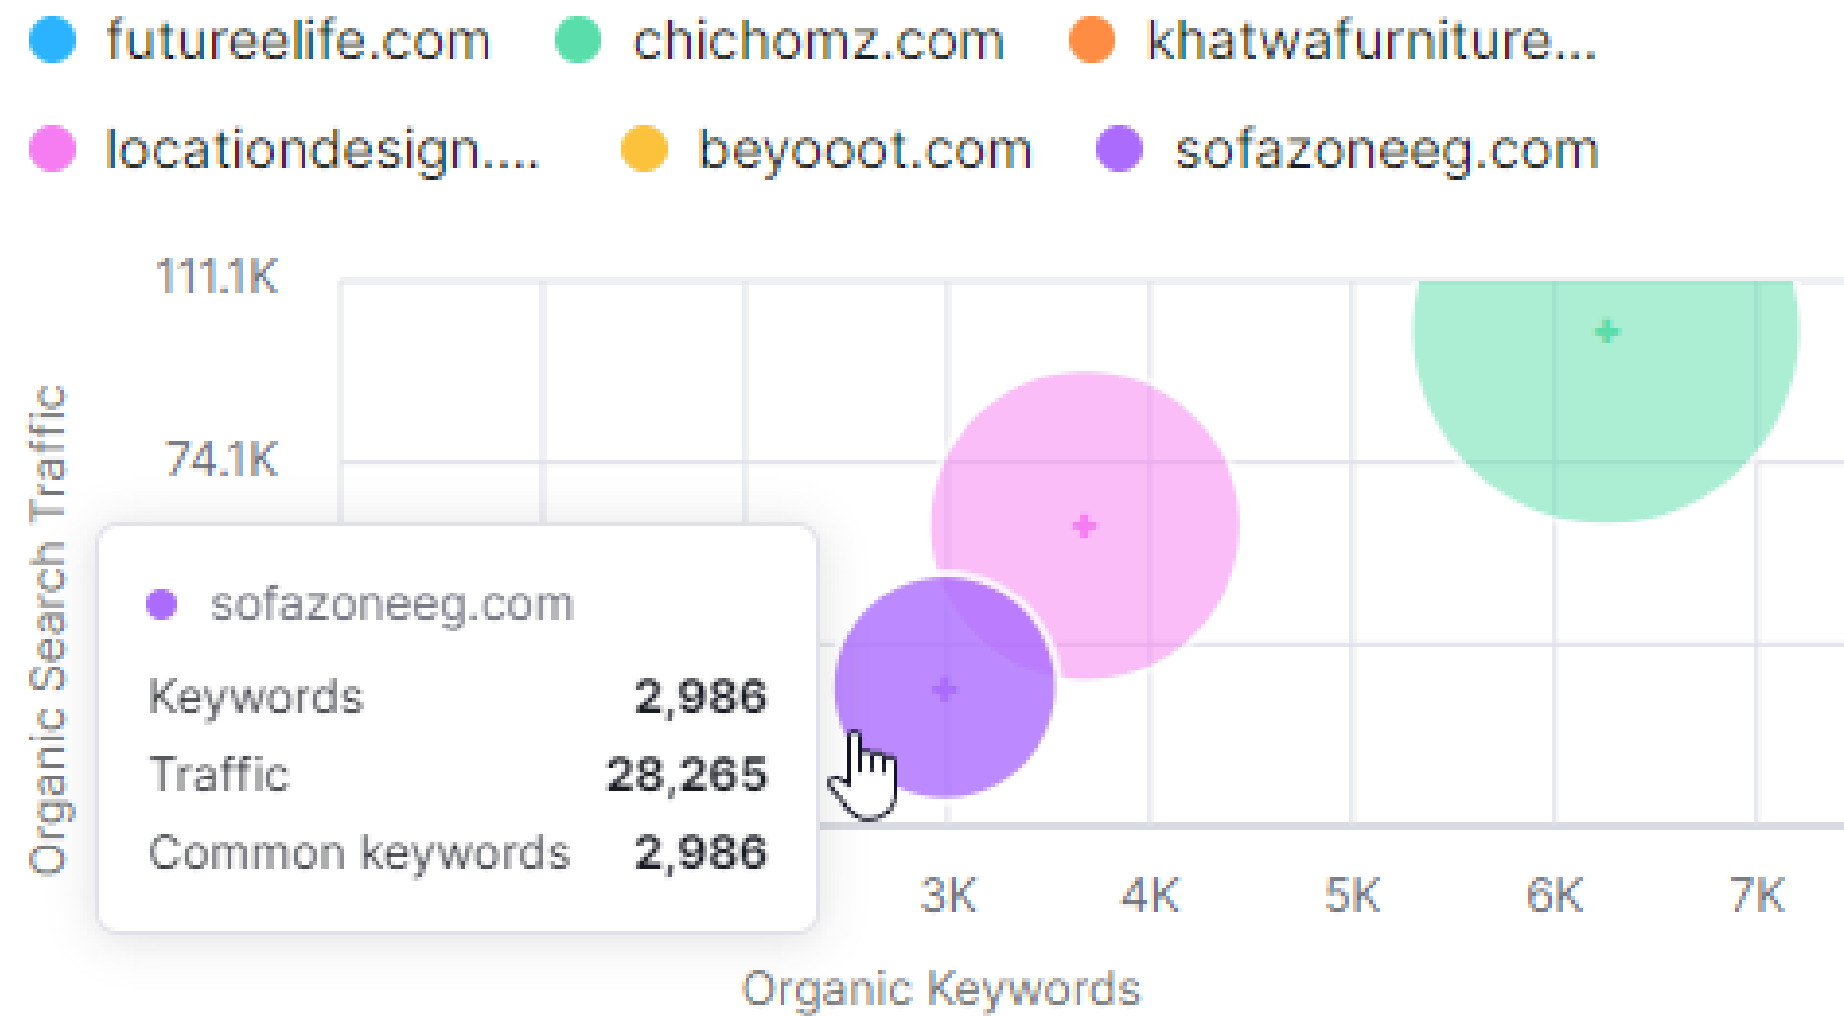 futureelife.com chichomz.com khatwafurniture...
locationdesign.... beyooot.com sofazoneeg.com
111.1K
74.1K
Organic Search Traffic
sofazoneeg.com
Keywords 2,986
Traffic 28,265
Common keywords 2,986
3K 4K 5K 6K 7K
Organic Keywords